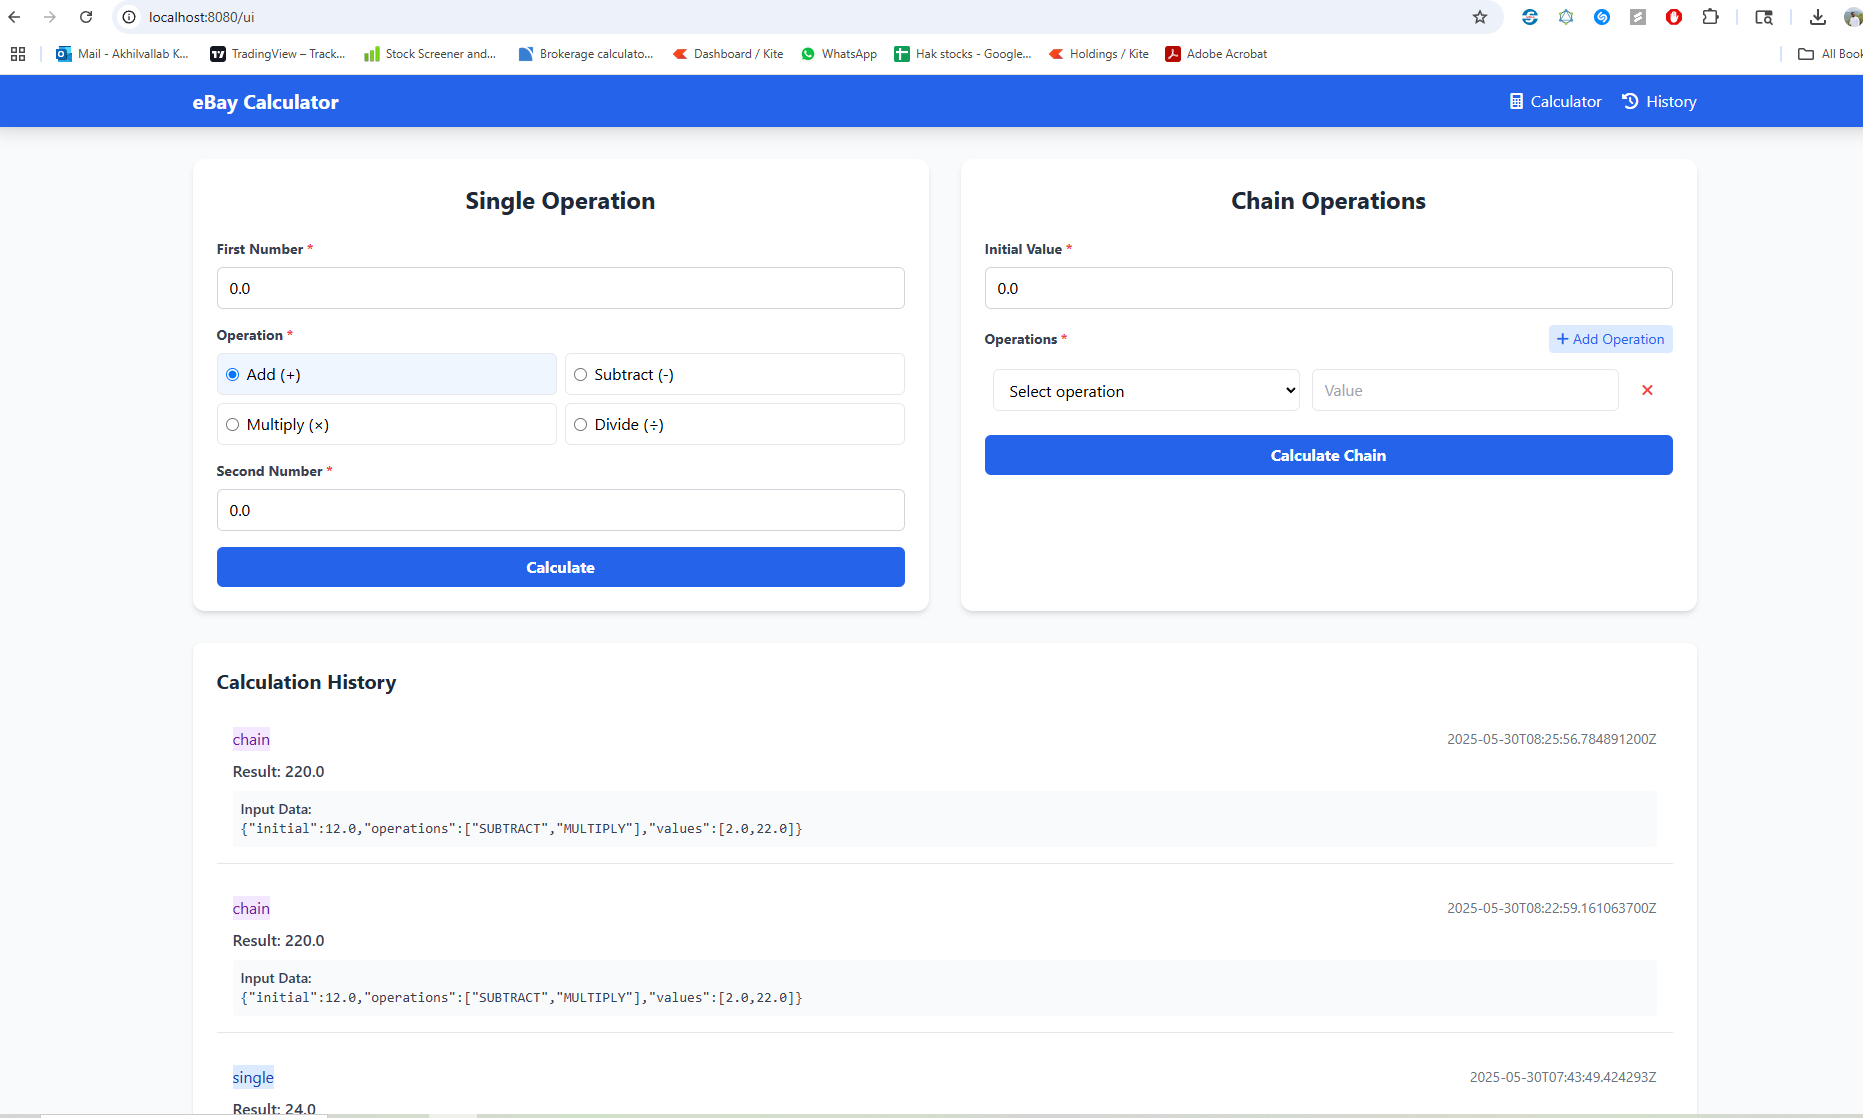 localhost:8080/ui
Mail - Akhilvallab K...
TradingView – Track...
Stock Screener and...
Brokerage calculato...
Dashboard / Kite
WhatsApp
Hak stocks - Google...
Holdings / Kite
Adobe Acrobat
All Book
eBay Calculator
Calculator
History
Single Operation
First Number *
0.0
Operation *
Add (+)
Subtract (-)
Multiply (×)
Divide (÷)
Second Number *
0.0
Calculate
Chain Operations
Initial Value *
0.0
Operations *
+ Add Operation
Select operation
Value
Calculate Chain
Calculation History
chain
2025-05-30T08:25:56.784891200Z
Result: 220.0
Input Data:
{"initial":12.0,"operations":["SUBTRACT","MULTIPLY"],"values":[2.0,22.0]}
chain
2025-05-30T08:22:59.161063700Z
Result: 220.0
Input Data:
{"initial":12.0,"operations":["SUBTRACT","MULTIPLY"],"values":[2.0,22.0]}
single
2025-05-30T07:43:49.424293Z
Result: 24.0